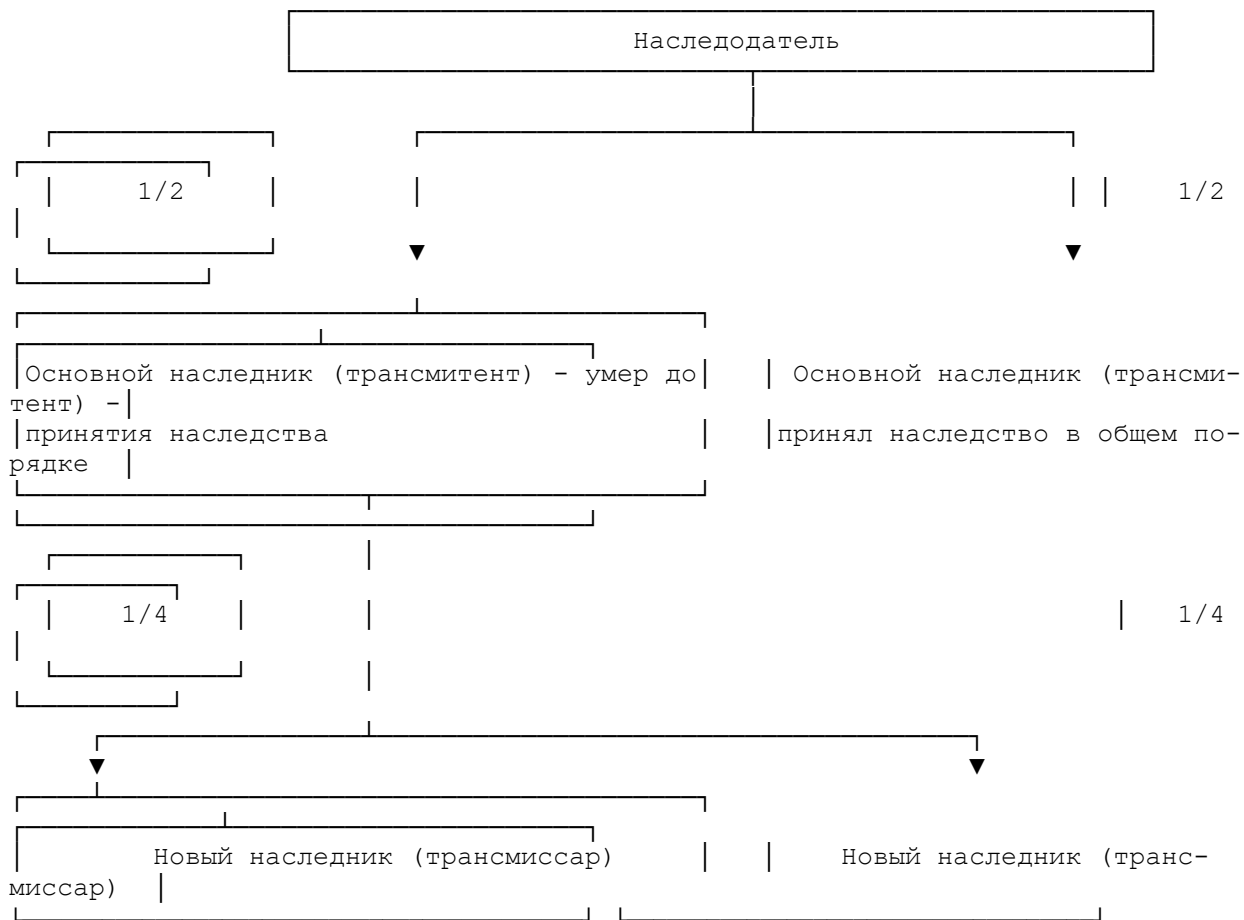 Наследодатель
1/2 1/2
Основной наследник (трансмитент) - умер до Основной наследник (трансми-
тент) -
принятия наследства принял наследство в общем по-
рядке
1/4 1/4
Новый наследник (трансмиссар) Новый наследник (транс-
миссар)